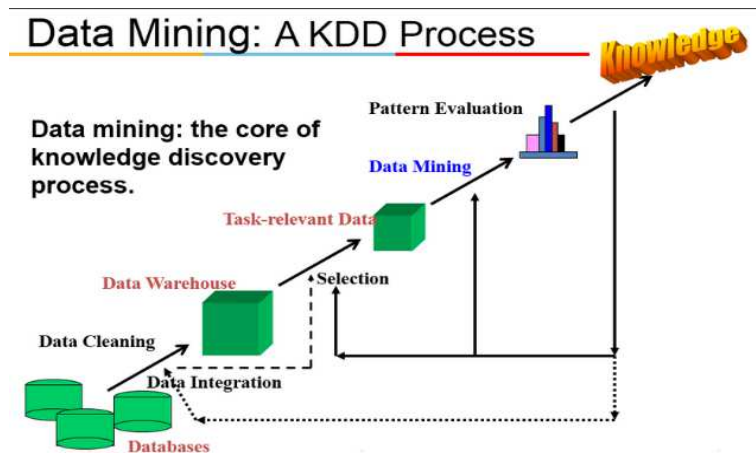 Data Mining: A KDD Process
Knowledge
Pattern Evaluation
Data mining: the core of
knowledge discovery
process.
Data Mining
Task-relevant Data
Data Warehouse
Selection
Data Cleaning
Data Integration
Databases